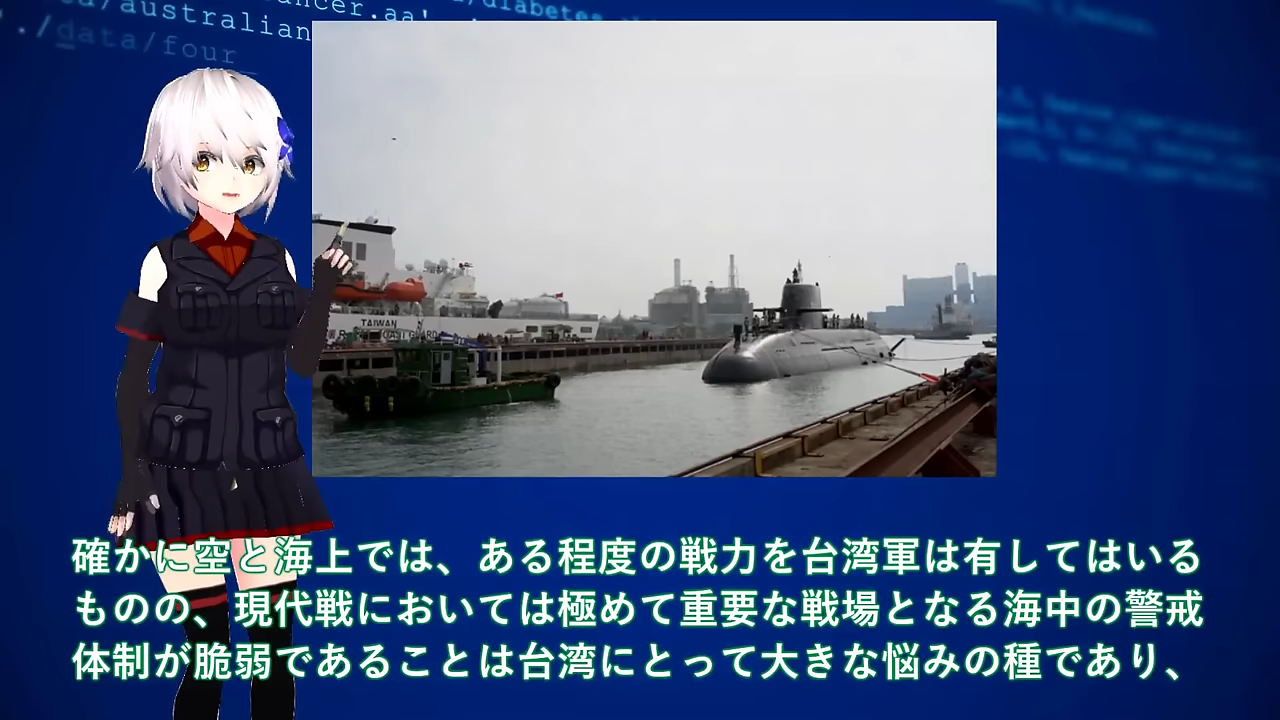 /australian
./data/four_
TAIWAN
確かに空と海上では、ある程度の戦力を台湾軍は有してはいる
ものの、現代戦においては極めて重要な戦場となる海中の警戒
体制が脆弱であることは台湾にとって大きな悩みの種であり、